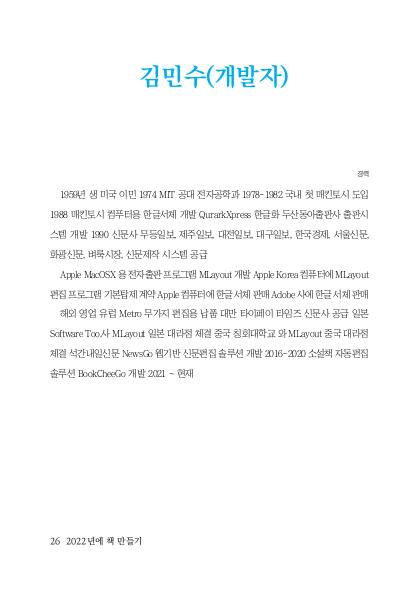 김민수(개발자)
경력
1959년 생 미국 이민 1974 MIT 공대 전자공학과 1978-1982 국내 첫 매킨토시 도입
1988 매킨토시 컴퓨터용 한글서체 개발 QurarkXpress 한글화 두산동아출판사 출판시
스템 개발 1990 신문사 무등일보, 제주일보, 대전일보, 대구일보, 한국경제, 서울신문,
화광신문, 벼룩시장, 신문제작 시스템 공급
Apple MacOSX 용 전자출판 프로그램 MLayout 개발 Apple Korea 컴퓨터에 MLayout
편집 프로그램 기본탑제 계약 Apple 컴퓨터에 한글 서체 판매 Adobe 사에 한글 서체 판매
해외 영업 유럽 Metro 무가지 편집용 납품 대만 타이페이 타임즈 신문사 공급 일본
Software Too.사 MLayout 일본 대리점 체결 중국 칭화대학교 와 MLayout 중국 대리점
체결 석간내일신문 NewsGo 웹기반 신문편집 솔루션 개발 2016-2020 소설책 자동편집
솔루션 BookCheeGo 개발 2021 ~ 현재
26 2022년에 책 만들기